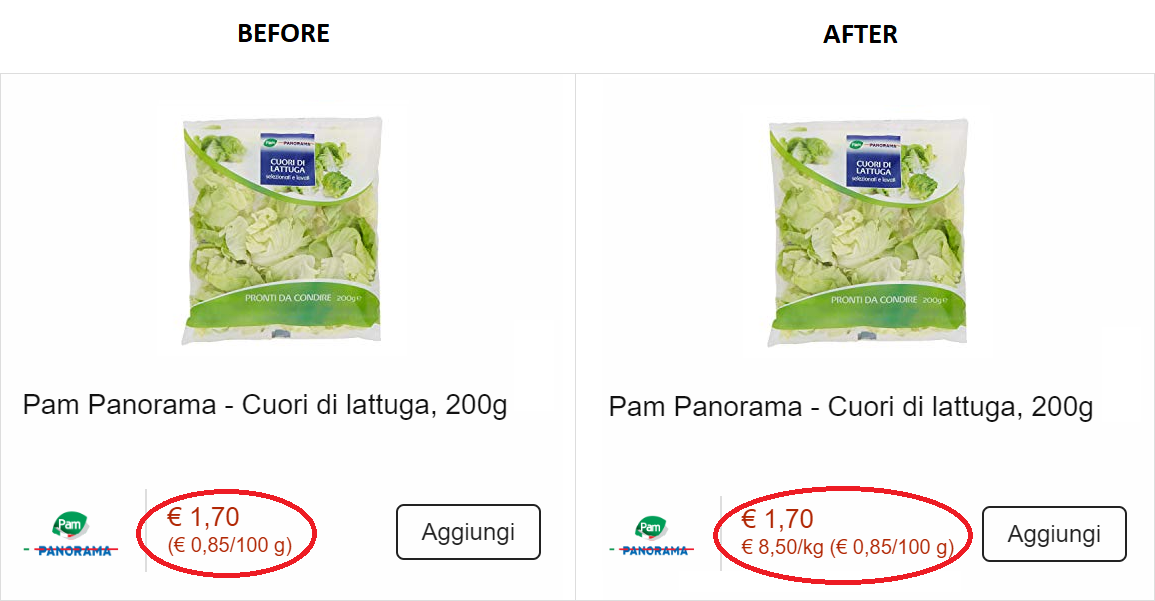 BEFORE
AFTER
Pam PANORAMA
CUORI DI
LATTUGA
selezionati e lavati
PRONTI DA CONDIRE 200g e
Pam PANORAMA
CUORI DI
LATTUGA
selezionati e lavati
PRONTI DA CONDIRE 200g e
Pam Panorama - Cuori di lattuga, 200g
Pam Panorama - Cuori di lattuga, 200g
Pam
PANORAMA
€ 1,70
(€ 0,85/100 g)
Aggiungi
Pam
PANORAMA
€ 1,70
€ 8,50/kg (€ 0,85/100 g)
Aggiungi